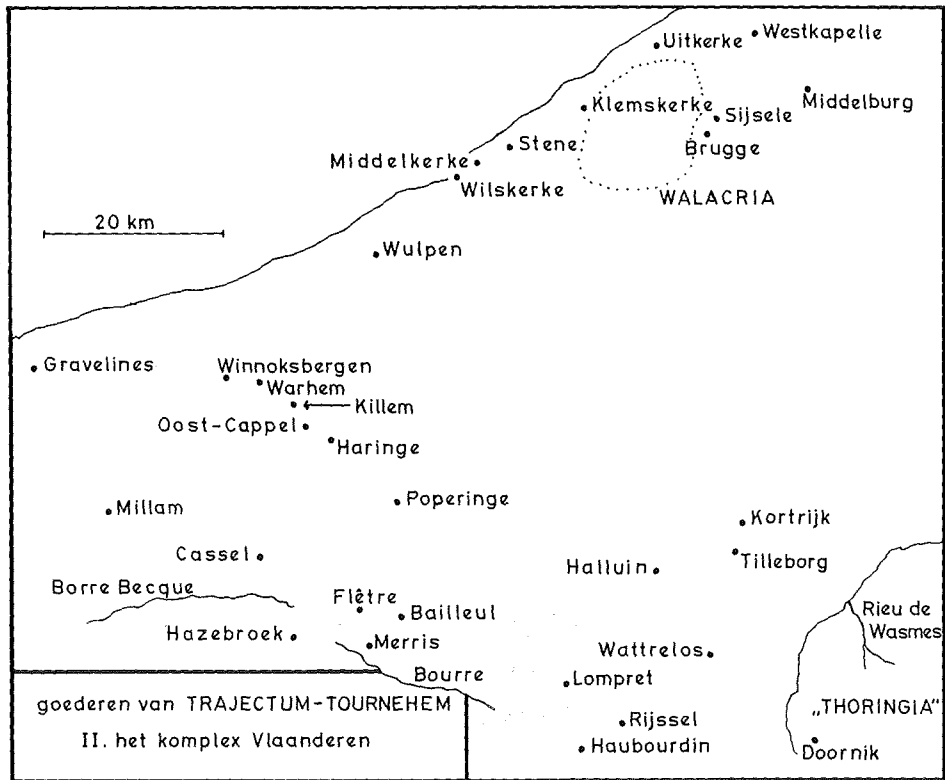 Uitkerke
Westkapelle
Klemskerke
Middelburg
Sijsele
Stene
Brugge
Middelkerke
Wilskerke
WALACRIA
20 km
Wulpen
Gravelines
Winnoksbergen
Warhem
Killem
Oost-Cappel
Haringe
Poperinge
Millam
Kortrijk
Cassel
Tilleborg
Halluin
Borre Becque
Flêtre
Bailleul
Rieu de
Wasmes
Hazebroek
Merris
Wattrelos
Bourre
Lompret
goederen van TRAJECTUM-TOURNEHEM
„THORINGIA"
Rijssel
II. het komplex Vlaanderen
Haubourdin
Doornik